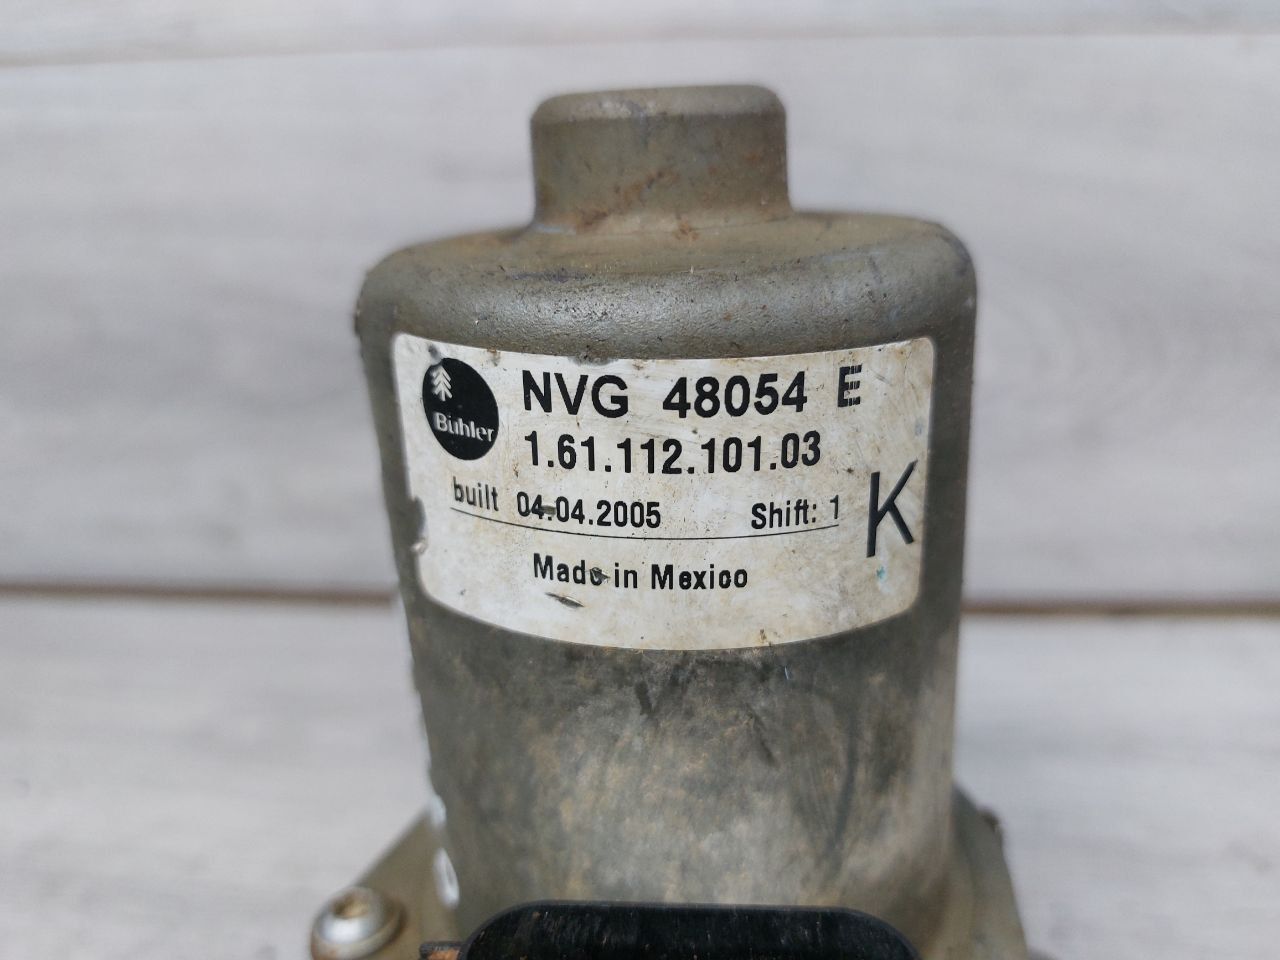 Bühler
NVG 48054 E
1.61.112.101.03
built 04.04.2005 Shift: 1
K
Made in Mexico